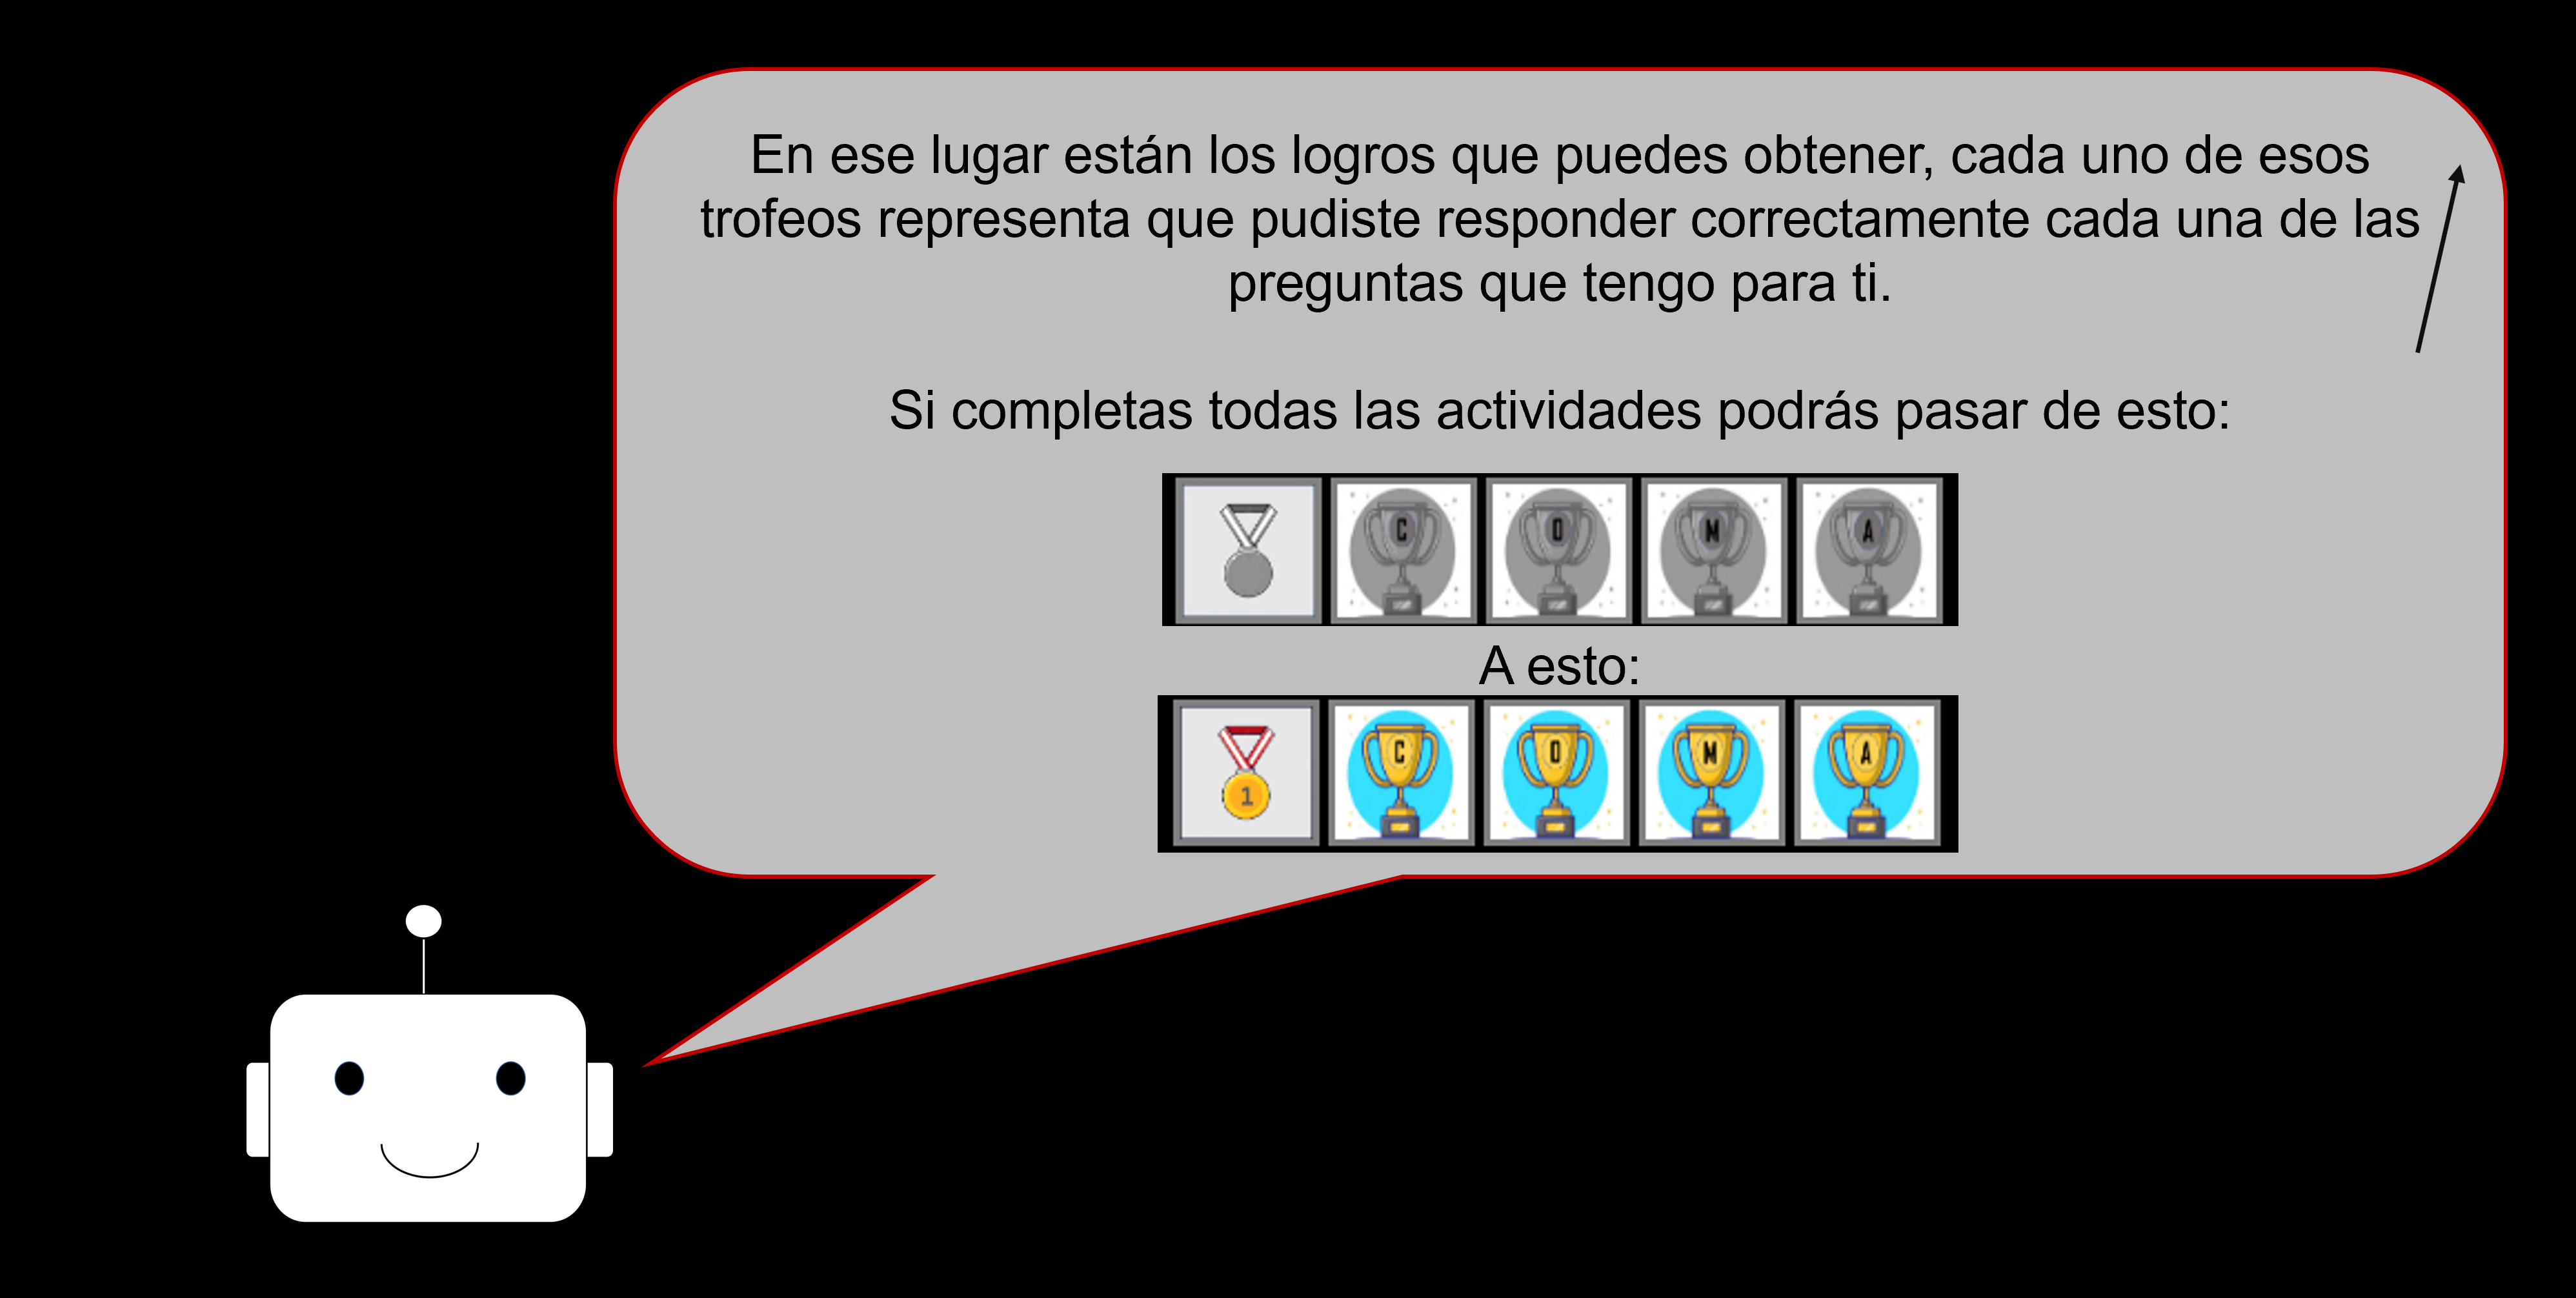 En ese lugar están los logros que puedes obtener, cada uno de esos
trofeos representa que pudiste responder correctamente cada una de las
preguntas que tengo para ti.
Si completas todas las actividades podrás pasar de esto:
C O M A
A esto:
1 C O M A